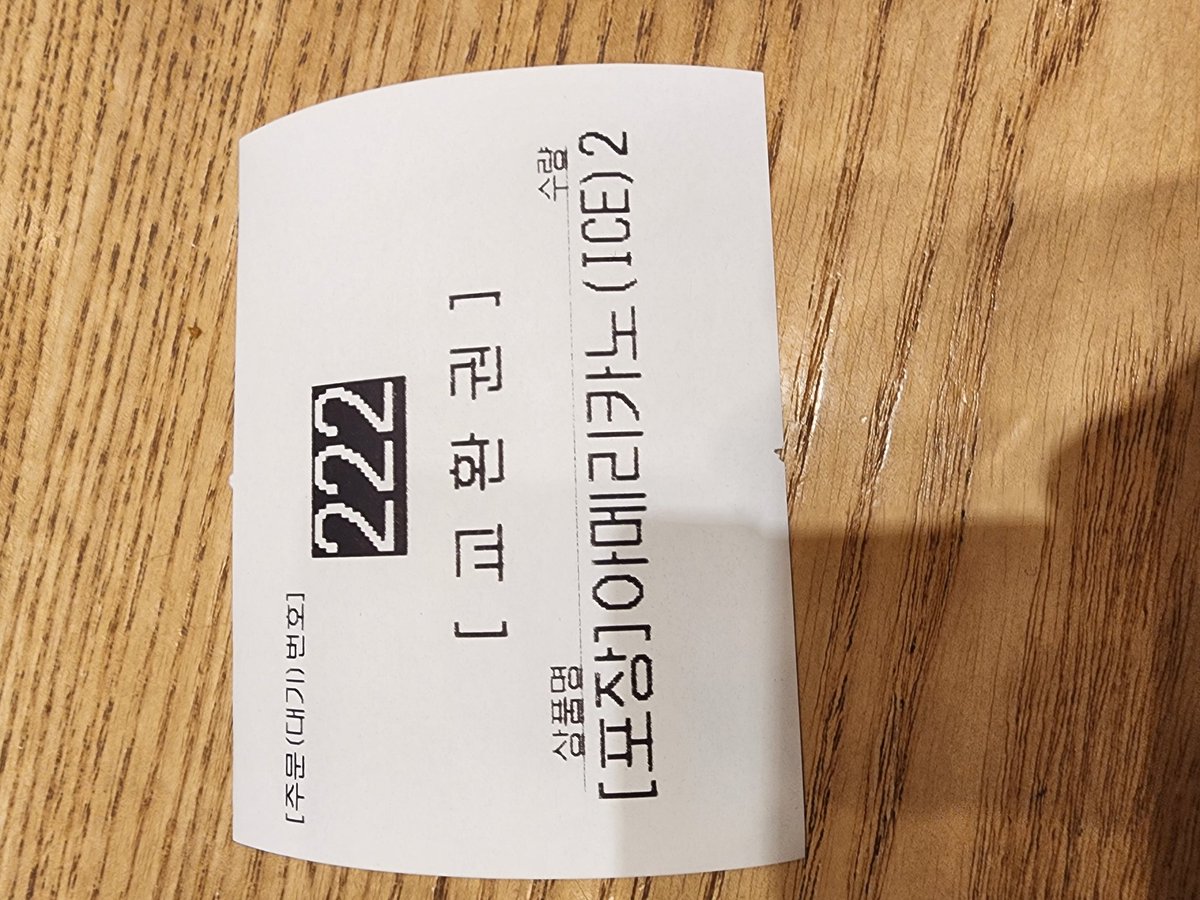 [주문(대기)번호]
222
[ 교 환 권 ]
상품명 수량
[포장]아메리카노(ICE)2